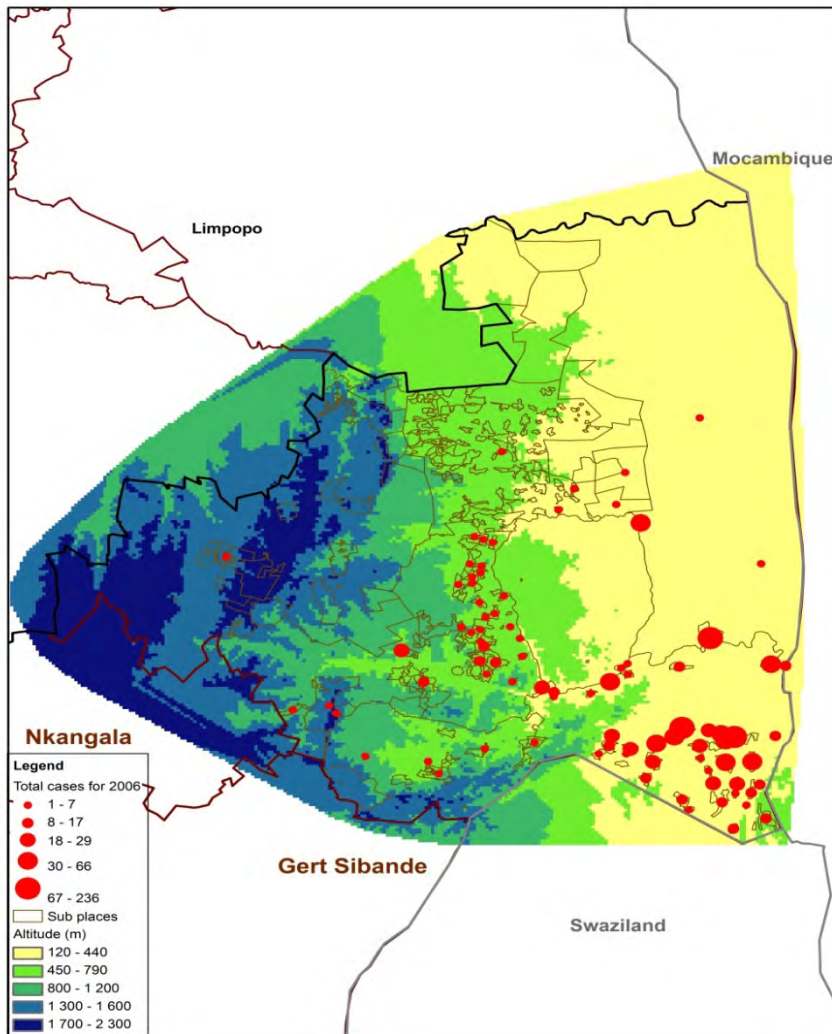 Mocambique
Limpopo
Nkangala
Legend
Total cases for 2006
1 - 7
8 - 17
18 - 29
30 - 66
67 - 236
Sub places
Altitude (m)
120 - 440
450 - 790
800 - 1 200
1 300 - 1 600
1 700 - 2 300
Gert Sibande
Swaziland